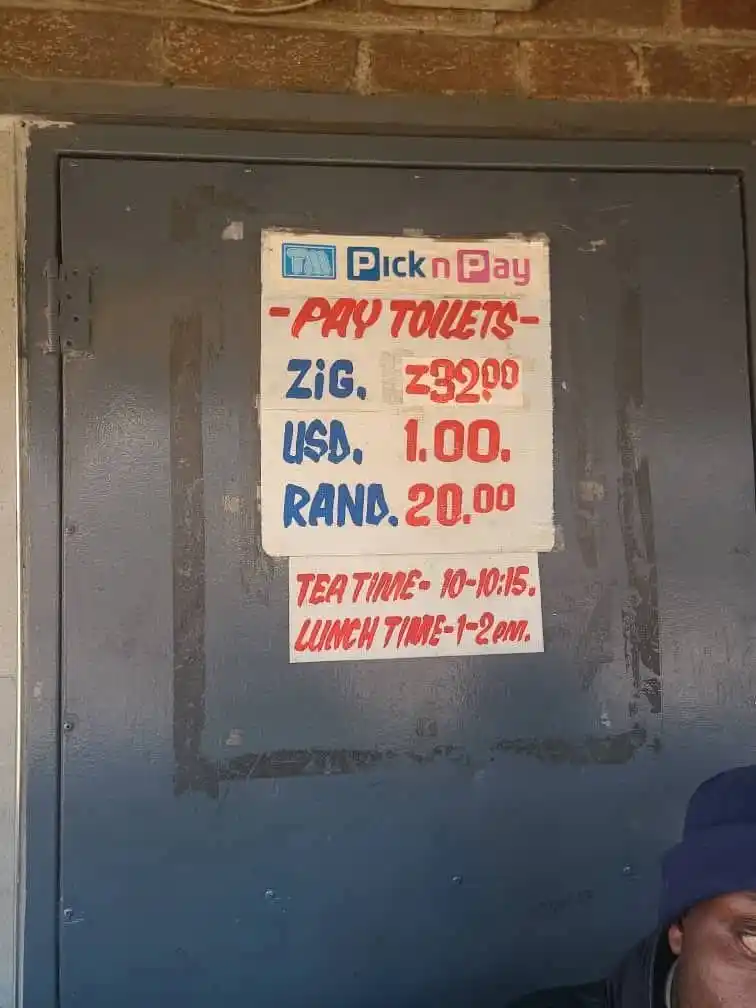 TM Pick n Pay
-PAY TOILETS-
ZiG. Z32.00
USD. 1.00.
RAND. 20.00
TEA TIME- 10-10:15.
LUNCH TIME-1-2PM.